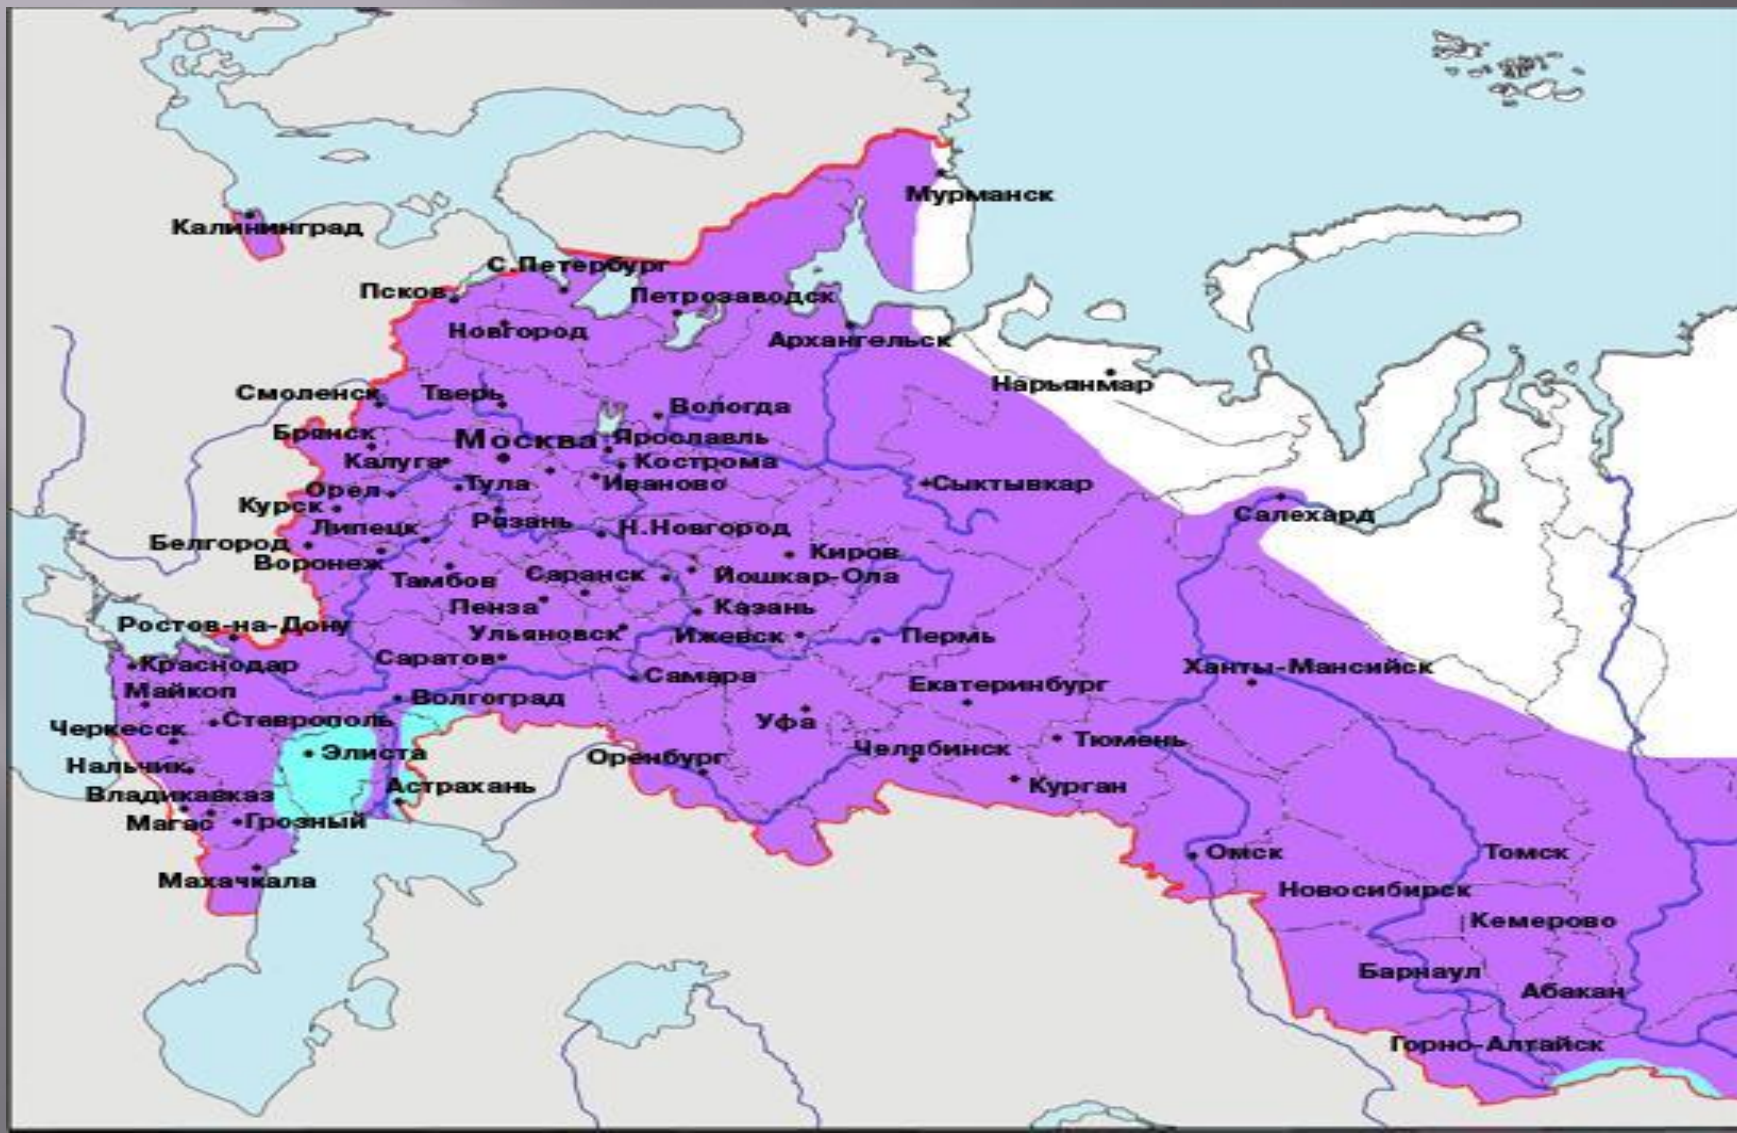 Мурманск
Калининград
С.Петербург
Псков
Петрозаводск
Новгород
Архангельск
Нарьянмар
Смоленск
Тверь
Вологда
Брянск
Москва
Ярославль
Калуга
Кострома
Орел
Тула
Иваново
Сыктывкар
Курск
Липецк
Рязань
Н.Новгород
Салехард
Белгород
Воронеж
Киров
Тамбов
Саранск
Йошкар-Ола
Пенза
Казань
Ростов-на-Дону
Ульяновск
Ижевск
Пермь
Краснодар
Саратов
Самара
Ханты-Мансийск
Майкоп
Волгоград
Екатеринбург
Черкесск
Ставрополь
Уфа
Элиста
Оренбург
Челябинск
Тюмень
Нальчик
Владикавказ
Астрахань
Курган
Магас
Грозный
Омск
Томск
Махачкала
Новосибирск
Кемерово
Барнаул
Абакан
Горно-Алтайск